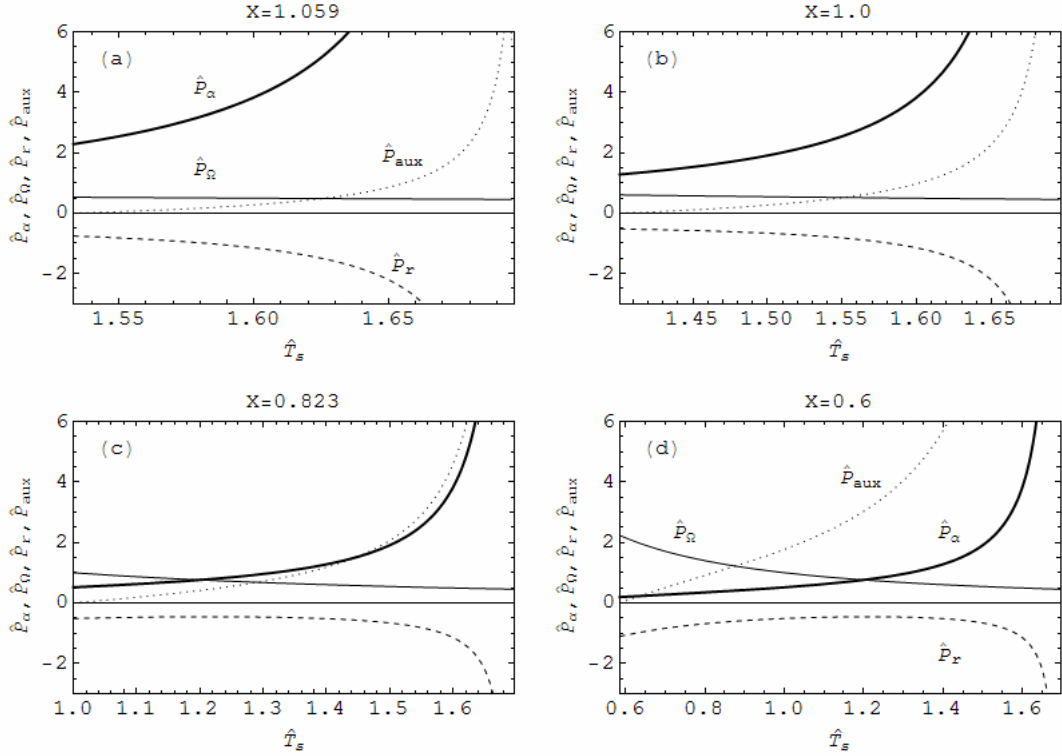 X=1.059
(a)
P̂α
P̂Ω
P̂aux
P̂r
6
4
2
0
-2
1.55 1.60 1.65
T̂s
P̂α, P̂Ω, P̂r, P̂aux
X=1.0
(b)
6
4
2
0
-2
1.45 1.50 1.55 1.60 1.65
T̂s
P̂α, P̂Ω, P̂r, P̂aux
X=0.823
(c)
6
4
2
0
-2
1.0 1.1 1.2 1.3 1.4 1.5 1.6
T̂s
P̂α, P̂Ω, P̂r, P̂aux
X=0.6
(d)
P̂aux
P̂Ω
P̂α
P̂r
6
4
2
0
-2
0.6 0.8 1.0 1.2 1.4 1.6
T̂s
P̂α, P̂Ω, P̂r, P̂aux